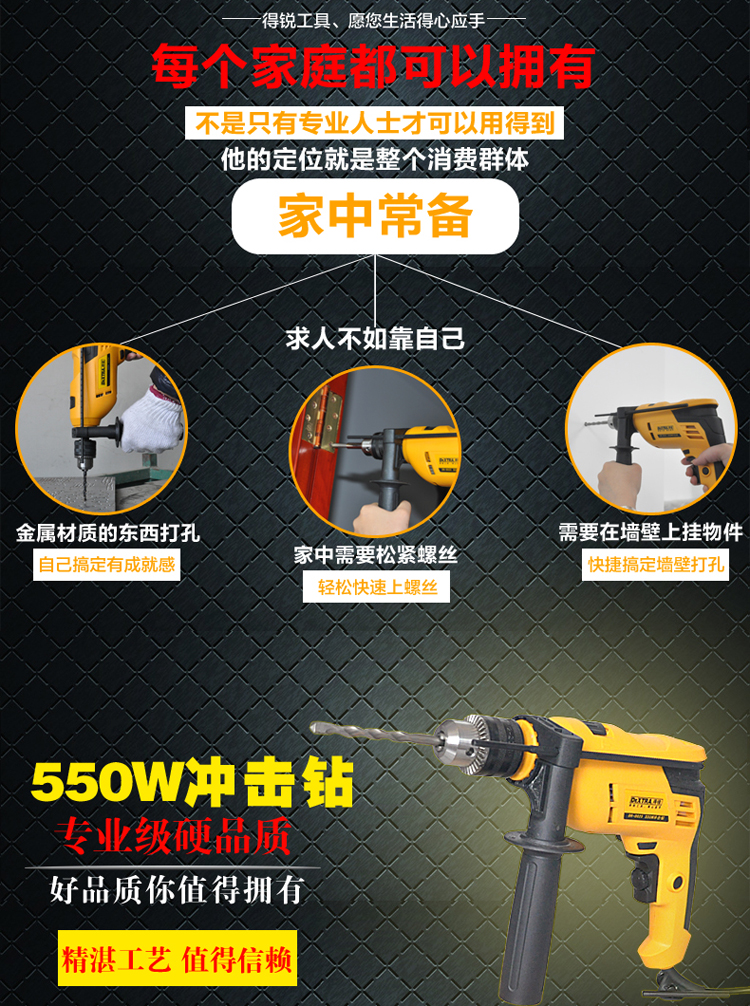 得锐工具、愿您生活得心应手
每个家庭都可以拥有
不是只有专业人士才可以用得到
他的定位就是整个消费群体
家中常备
求人不如靠自己
金属材质的东西打孔
自己搞定有成就感
家中需要松紧螺丝
轻松快速上螺丝
需要在墙壁上挂物件
快捷搞定墙壁打孔
550W冲击钻
专业级硬品质
好品质你值得拥有
精湛工艺 值得信赖
DEXTRA